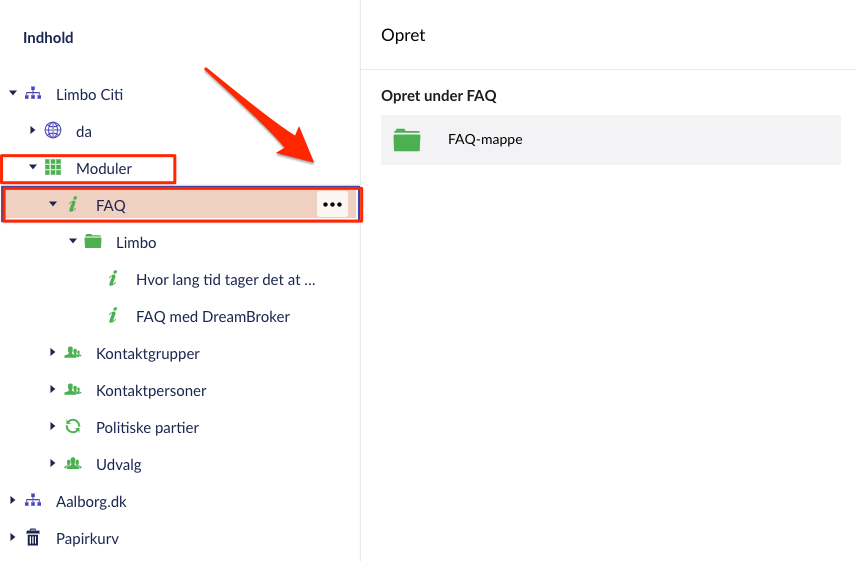 Indhold
Limbo Citi
da
Moduler
FAQ
Limbo
Hvor lang tid tager det at ...
FAQ med DreamBroker
Kontaktgrupper
Kontaktpersoner
Politiske partier
Udvalg
Aalborg.dk
Papirkurv
Opret
Opret under FAQ
FAQ-mappe